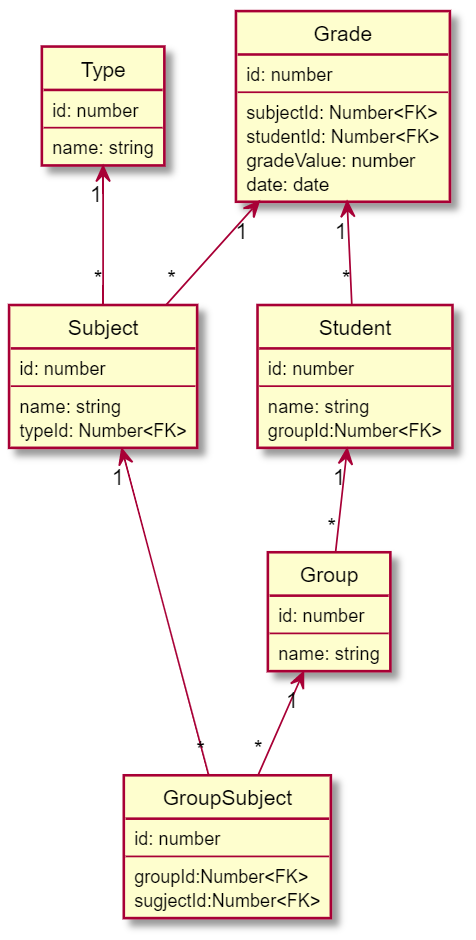 Type
id: number
name: string
Grade
id: number
subjectId: Number<FK>
studentId: Number<FK>
gradeValue: number
date: date
1
*
1
*
1
*
Subject
id: number
name: string
typeId: Number<FK>
Student
id: number
name: string
groupId:Number<FK>
1
*
1
*
Group
id: number
name: string
1
*
GroupSubject
id: number
groupId:Number<FK>
sugjectId:Number<FK>